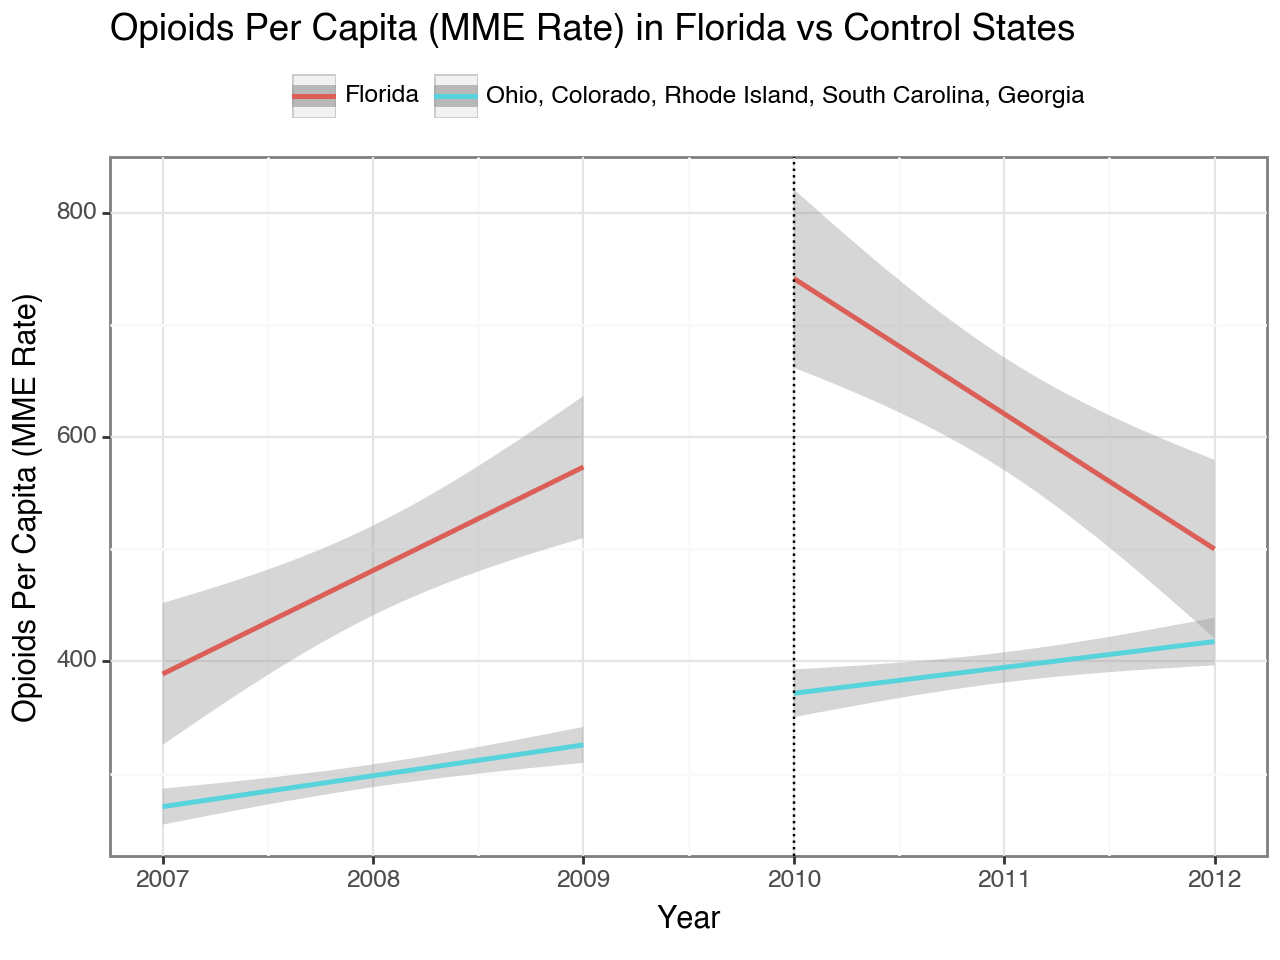 Opioids Per Capita (MME Rate) in Florida vs Control States
Florida
Ohio, Colorado, Rhode Island, South Carolina, Georgia
Opioids Per Capita (MME Rate)
800
600
400
2007
2008
2009
2010
2011
2012
Year